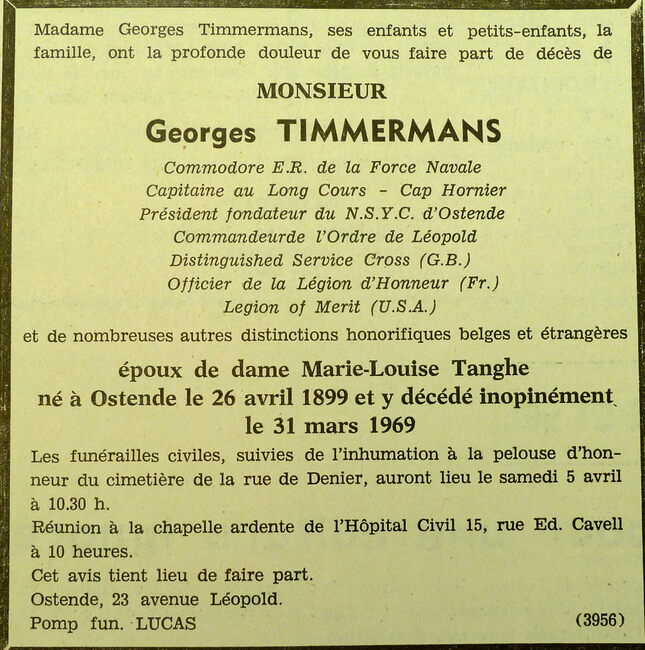 Madame Georges Timmermans, ses enfants et petits-enfants, la
famille, ont la profonde douleur de vous faire part de décès de
MONSIEUR
Georges TIMMERMANS
Commodore E.R. de la Force Navale
Capitaine au Long Cours - Cap Hornier
Président fondateur du N.S.Y.C. d'Ostende
Commandeurde l'Ordre de Léopold
Distinguished Service Cross (G.B.)
Officier de la Légion d'Honneur (Fr.)
Legion of Merit (U.S.A.)
et de nombreuses autres distinctions honorifiques belges et étrangères
époux de dame Marie-Louise Tanghe
né à Ostende le 26 avril 1899 et y décédé inopinément
le 31 mars 1969
Les funérailles civiles, suivies de l'inhumation à la pelouse d'hon-
neur du cimetière de la rue de Denier, auront lieu le samedi 5 avril
à 10.30 h.
Réunion à la chapelle ardente de l'Hôpital Civil 15, rue Ed. Cavell
à 10 heures.
Cet avis tient lieu de faire part.
Ostende, 23 avenue Léopold.
Pomp fun. LUCAS (3956)